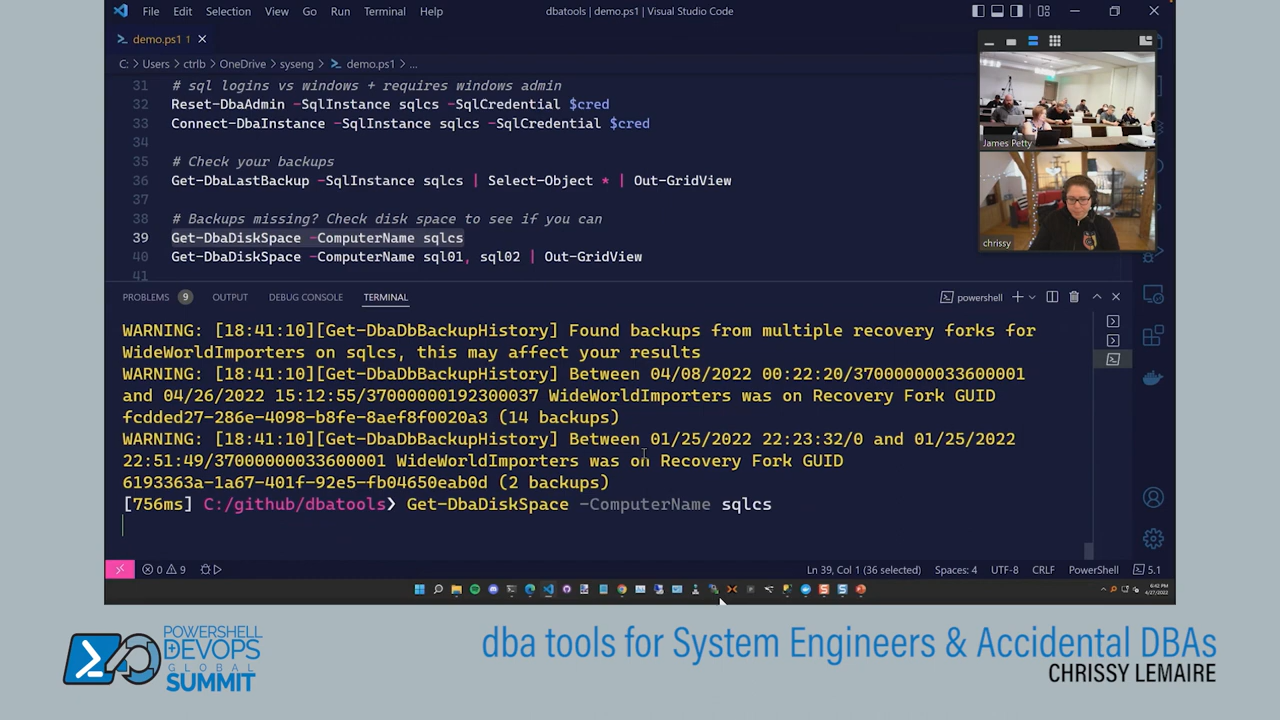 File Edit Selection View Go Run Terminal Help
dbatools | demo.ps1 | Visual Studio Code
demo.ps1 1
C: > Users > ctrlb > OneDrive > syseng > demo.ps1 > ...
31 # sql logins vs windows + requires windows admin
32 Reset-DbaAdmin -SqlInstance sqlcs -SqlCredential $cred
33 Connect-DbaInstance -SqlInstance sqlcs -SqlCredential $cred
34
35 # Check your backups
36 Get-DbaLastBackup -SqlInstance sqlcs | Select-Object * | Out-GridView
37
38 # Backups missing? Check disk space to see if you can
39 Get-DbaDiskSpace -ComputerName sqlcs
40 Get-DbaDiskSpace -ComputerName sql01, sql02 | Out-GridView
41
James Petty
chrissy
PROBLEMS 9 OUTPUT DEBUG CONSOLE TERMINAL
powershell
WARNING: [18:41:10][Get-DbaDbBackupHistory] Found backups from multiple recovery forks for
WideWorldImporters on sqlcs, this may affect your results
WARNING: [18:41:10][Get-DbaDbBackupHistory] Between 04/08/2022 00:22:20/37000000033600001
and 04/26/2022 15:12:55/37000000192300037 WideWorldImporters was on Recovery Fork GUID
fcdded27-286e-4098-b8fe-8aef8f0020a3 (14 backups)
WARNING: [18:41:10][Get-DbaDbBackupHistory] Between 01/25/2022 22:23:32/0 and 01/25/2022
22:51:49/37000000033600001 WideWorldImporters was on Recovery Fork GUID
6193363a-1a67-401f-92e5-fb04650eab0d (2 backups)
[756ms] C:/github/dbatools❯ Get-DbaDiskSpace -ComputerName sqlcs
0 9
Ln 39, Col 1 (36 selected) Spaces: 4 UTF-8 CRLF PowerShell 5.1
6:42 PM
4/27/2022
POWERSHELL
DEVOPS
GLOBAL
SUMMIT
dba tools for System Engineers & Accidental DBAs
CHRISSY LEMAIRE